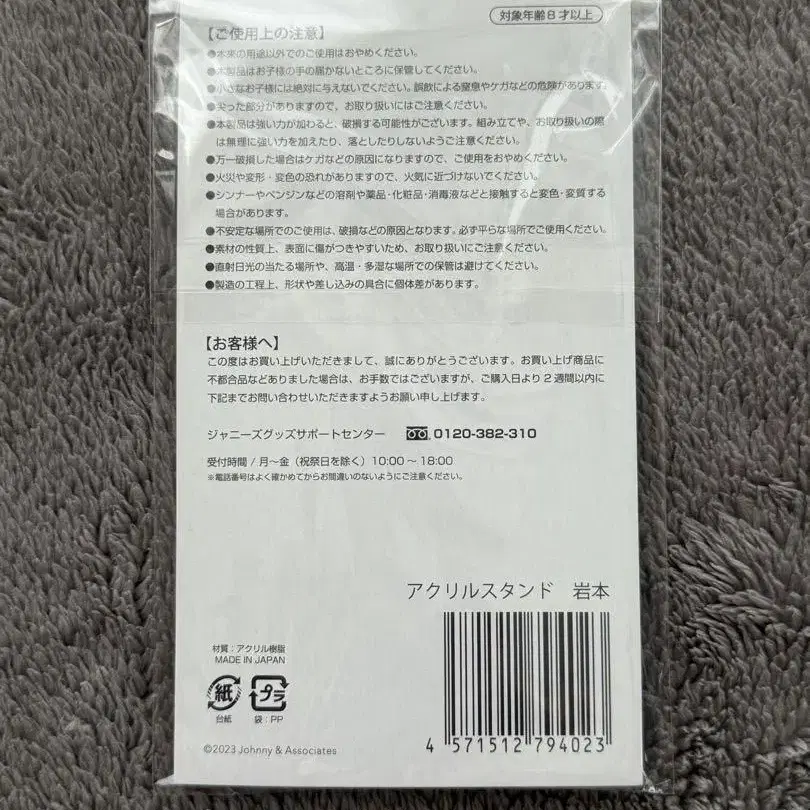 対象年齢8才以上
【ご使用上の注意】
●本来の用途以外でのご使用はおやめください。
●本製品はお子様の手の届かないところに保管してください。
●小さなお子様には絶対に与えないでください。誤飲による窒息やケガなどの危険があります。
●尖った部分がありますので、お取り扱いにはご注意ください。
●本製品は強い力が加わると、破損する可能性がございます。組み立てや、お取り扱いの際
は無理に強い力を加えたり、落としたりしないようご注意ください。
●万一破損した場合はケガなどの原因になりますので、ご使用をおやめください。
●火災や変形・変色の恐れがありますので、火気に近づけないでください。
●シンナーやベンジンなどの溶剤や薬品・化粧品・消毒液などと接触すると変色・変質する
場合があります。
●不安定な場所でのご使用は、破損などの原因となります。必ず平らな場所でご使用ください。
●素材の性質上、表面に傷がつきやすいため、お取り扱いにご注意ください。
●直射日光の当たる場所や、高温・多湿な場所での保管は避けてください。
●製造の工程上、形状や差し込みの具合に個体差があります。
【お客様へ】
この度はお買い上げいただきまして、誠にありがとうございます。お買い上げ商品に
不都合品などありました場合は、お手数ではございますが、ご購入日より2週間以内に
下記までお問い合わせいただきますようお願い申し上げます。
ジャニーズグッズサポートセンター 0120-382-310
受付時間/月～金(祝祭日を除く)10:00～18:00
※電話番号はよく確かめてからお間違いのないようにご注意ください。
アクリルスタンド 岩本
材質：アクリル樹脂
MADE IN JAPAN
紙 プラ
台紙 袋：PP
4 571512 794023
©2023 Johnny & Associates